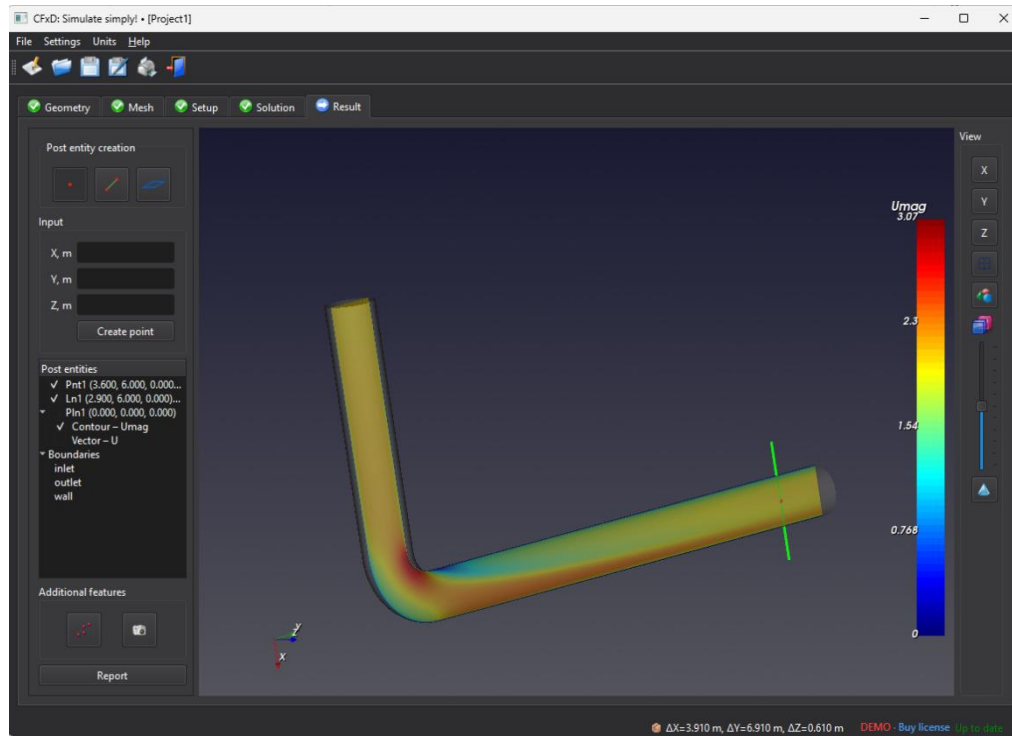 CFxD: Simulate simply! • [Project1]
File Settings Units Help
Geometry Mesh Setup Solution Result
Post entity creation
Input
X, m
Y, m
Z, m
Create point
Post entities
Pnt1 (3.600, 6.000, 0.000...
Ln1 (2.900, 6.000, 0.000)...
Pln1 (0.000, 0.000, 0.000)
Contour – Umag
Vector – U
Boundaries
inlet
outlet
wall
Additional features
Report
Umag
3.07
2.3
1.54
0.768
0
Y
Z
X
View
X
Y
Z
ΔX=3.910 m, ΔY=6.910 m, ΔZ=0.610 m DEMO - Buy license Up to date